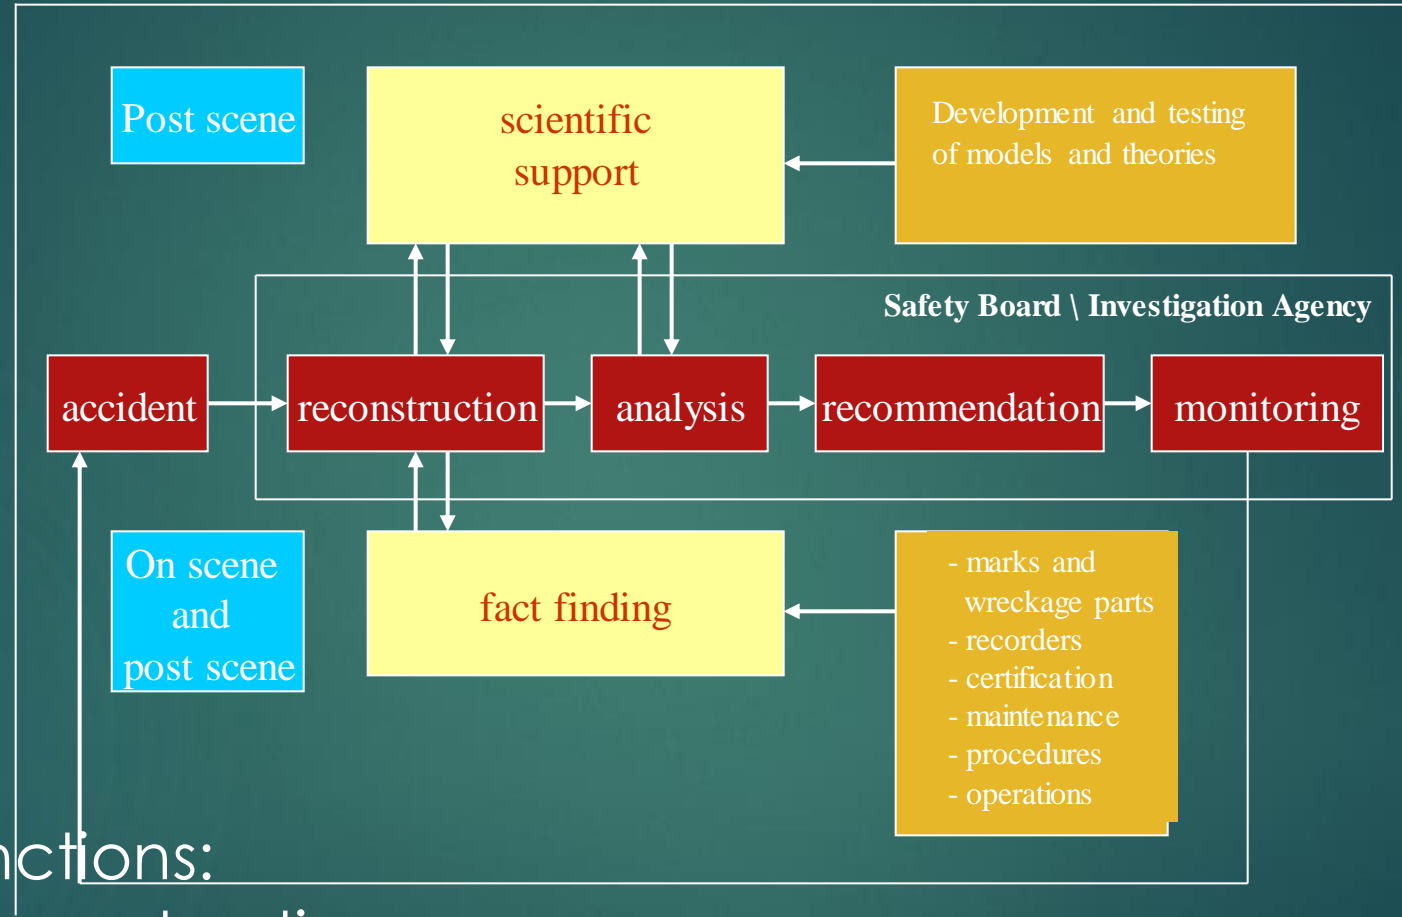 Post scene
scientific
support
Development and testing
of models and theories
Safety Board \ Investigation Agency
accident
reconstruction
analysis
recommendation
monitoring
On scene
and
post scene
fact finding
- marks and
wreckage parts
- recorders
- certification
- maintenance
- procedures
- operations